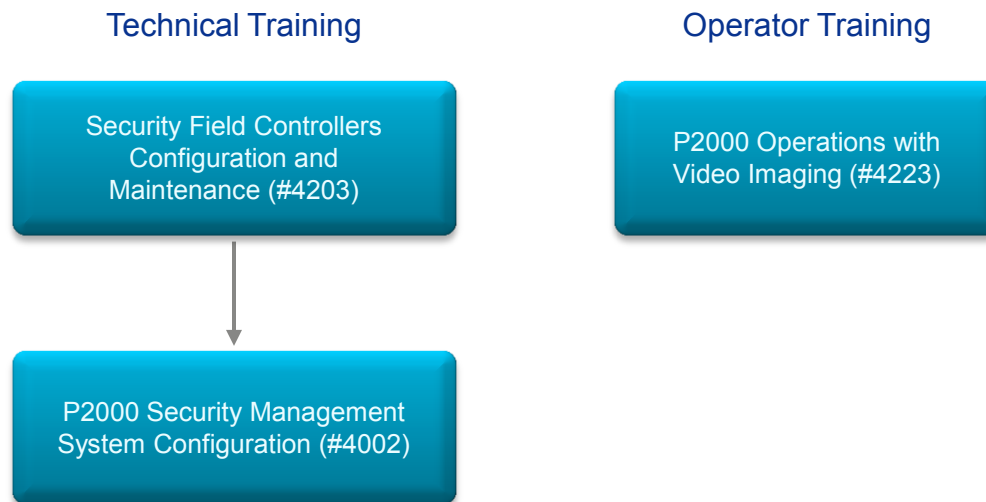 Technical Training
Operator Training
Security Field Controllers
Configuration and
Maintenance (#4203)
P2000 Operations with
Video Imaging (#4223)
P2000 Security Management
System Configuration (#4002)